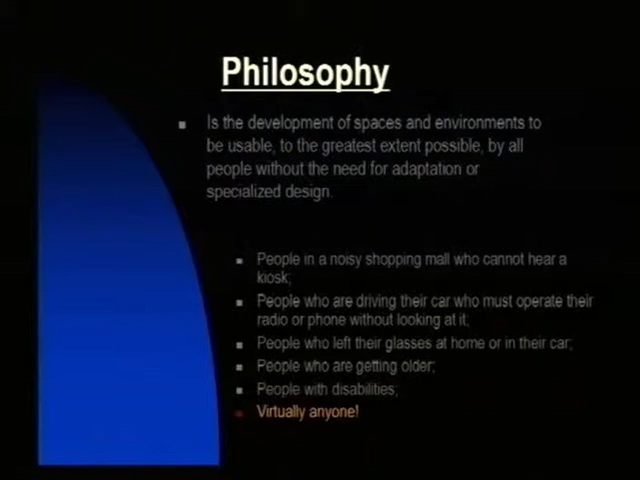 Philosophy
Is the development of spaces and environments to
be usable, to the greatest extent possible, by all
people without the need for adaptation or
specialized design.
People in a noisy shopping mall who cannot hear a
kiosk;
People who are driving their car who must operate their
radio or phone without looking at it;
People who left their glasses at home or in their car;
People who are getting older;
People with disabilities;
Virtually anyone!